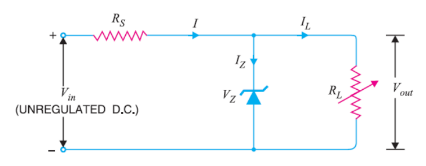 R_S
I
I_L
+
I_Z
V_in
(UNREGULATED D.C.)
V_Z
R_L
V_out
–